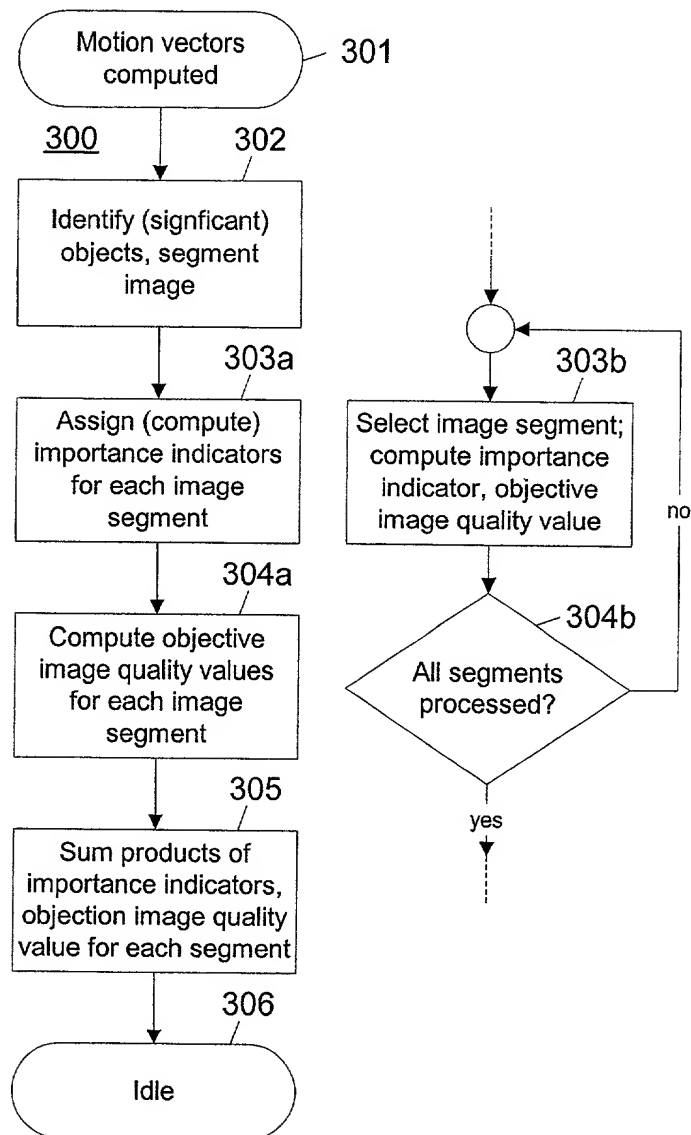 Motion vectors
computed
301
300
302
Identify (signficant)
objects, segment
image
303a
Assign (compute)
importance indicators
for each image
segment
304a
Compute objective
image quality values
for each image
segment
305
Sum products of
importance indicators,
objection image quality
value for each segment
306
Idle
303b
Select image segment;
compute importance
indicator, objective
image quality value
no
304b
All segments
processed?
yes